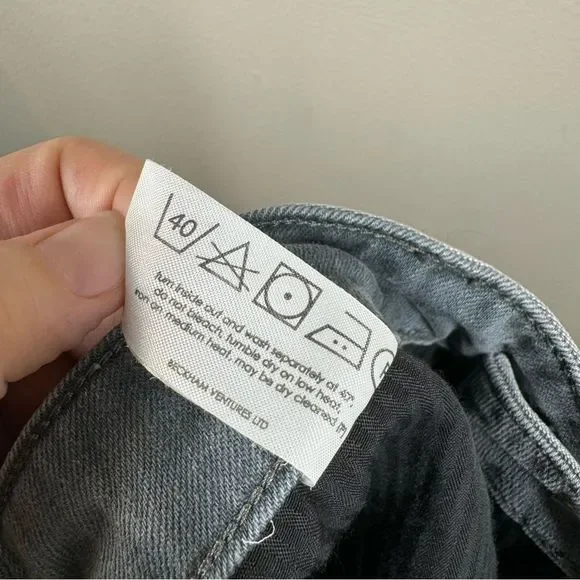 40
turn inside out and wash separately at 40°,
do not bleach, tumble dry on low heat,
iron on medium heat, may be dry cleaned (P)
BECKHAM VENTURES LTD